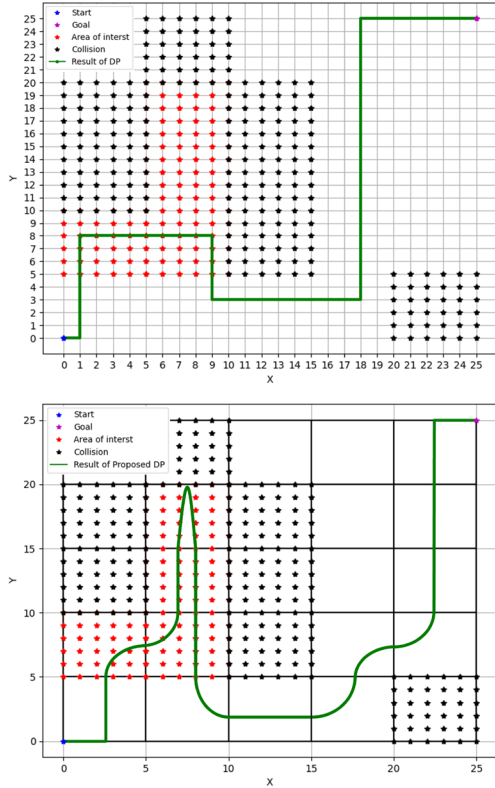 25
24
23
22
21
20
19
18
17
16
15
14
13
12
11
10
9
8
7
6
5
4
3
2
1
0
Y
Start
Goal
Area of interst
Collision
Result of DP
0 1 2 3 4 5 6 7 8 9 10 11 12 13 14 15 16 17 18 19 20 21 22 23 24 25
X
25
20
15
10
5
0
Y
Start
Goal
Area of interst
Collision
Result of Proposed DP
0 5 10 15 20 25
X